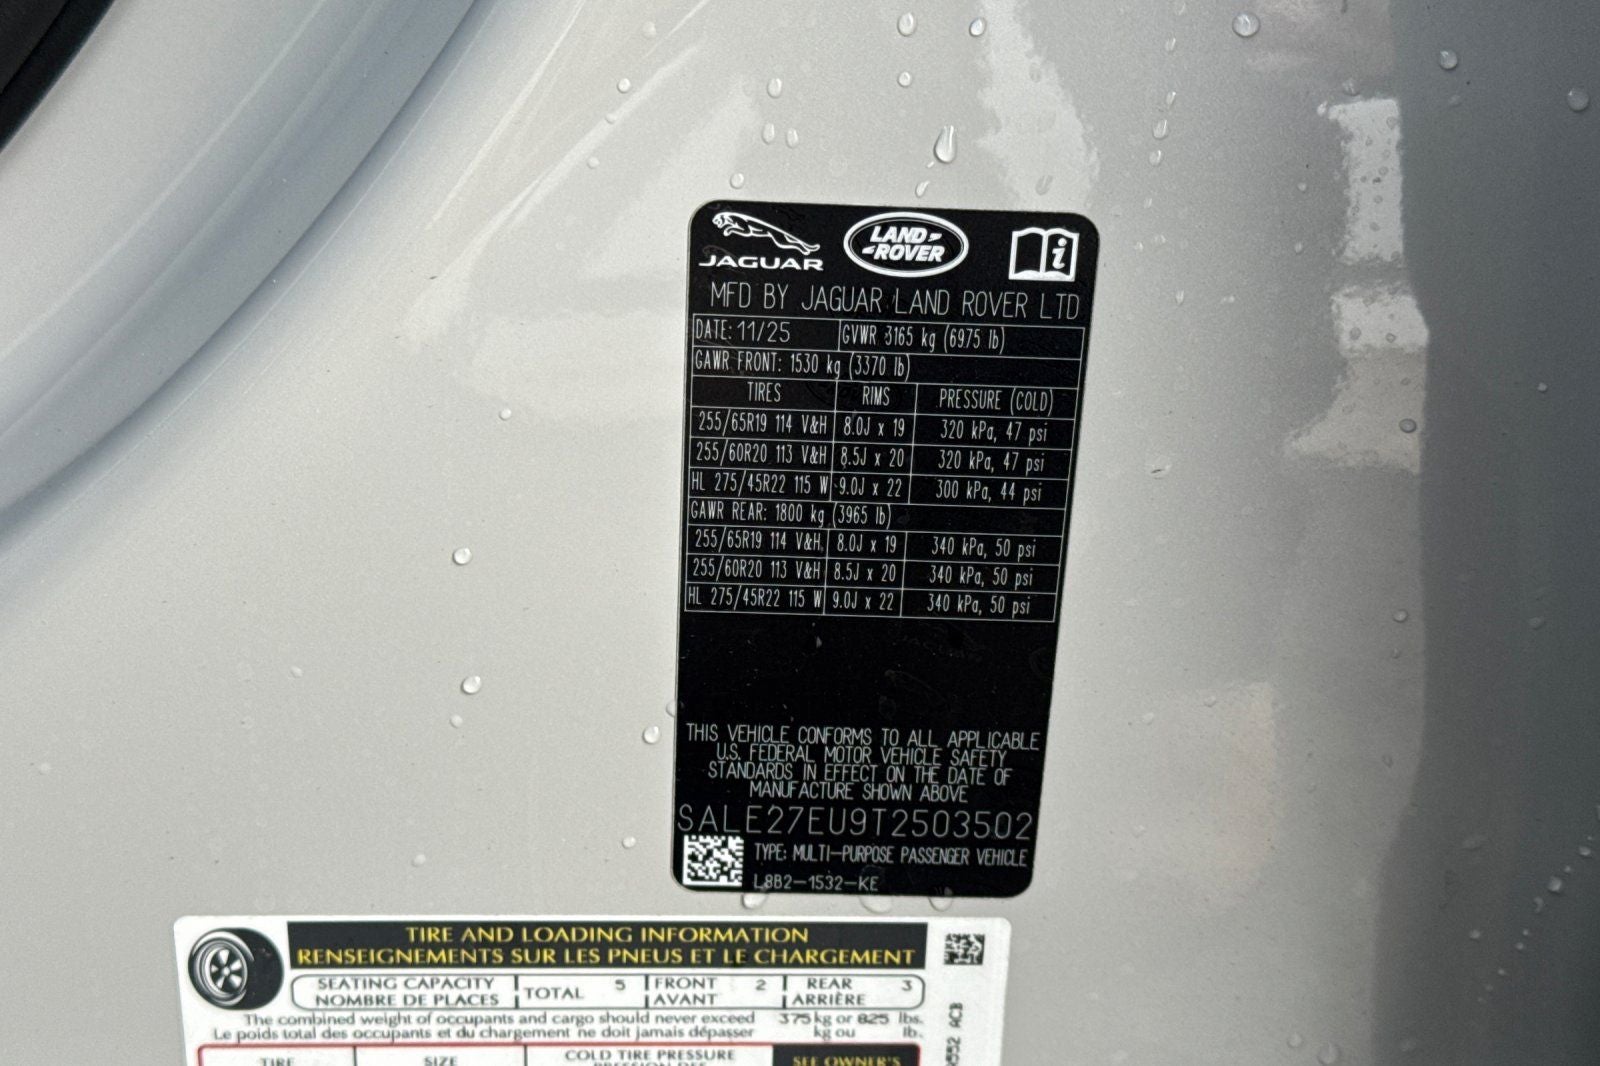 JAGUAR LAND ROVER i
MFD BY JAGUAR LAND ROVER LTD
DATE: 11/25 GVWR 3165 kg (6975 lb)
GAWR FRONT: 1530 kg (3370 lb)
TIRES RIMS PRESSURE (COLD)
255/65R19 114 V&H 8.0J x 19 320 kPa, 47 psi
255/60R20 113 V&H 8.5J x 20 320 kPa, 47 psi
HL 275/45R22 115 W 9.0J x 22 300 kPa, 44 psi
GAWR REAR: 1800 kg (3965 lb)
255/65R19 114 V&H 8.0J x 19 340 kPa, 50 psi
255/60R20 113 V&H 8.5J x 20 340 kPa, 50 psi
HL 275/45R22 115 W 9.0J x 22 340 kPa, 50 psi
THIS VEHICLE CONFORMS TO ALL APPLICABLE
U.S. FEDERAL MOTOR VEHICLE SAFETY
STANDARDS IN EFFECT ON THE DATE OF
MANUFACTURE SHOWN ABOVE
SALE27EU9T2503502
TYPE: MULTI-PURPOSE PASSENGER VEHICLE
L8B2-1532-KE
TIRE AND LOADING INFORMATION
RENSEIGNEMENTS SUR LES PNEUS ET LE CHARGEMENT
SEATING CAPACITY TOTAL 5 FRONT 2 REAR 3
NOMBRE DE PLACES AVANT ARRIÈRE
The combined weight of occupants and cargo should never exceed 375 kg or 825 lbs.
Le poids total des occupants et du chargement ne doit jamais dépasser kg ou lb.
TIRE SIZE COLD TIRE PRESSURE SEE OWNER'S
ACB